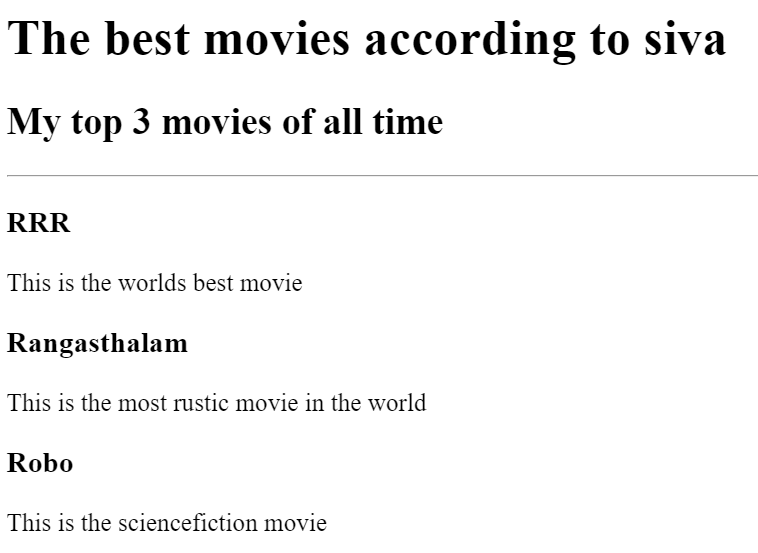 The best movies according to siva
My top 3 movies of all time
RRR
This is the worlds best movie
Rangasthalam
This is the most rustic movie in the world
Robo
This is the sciencefiction movie